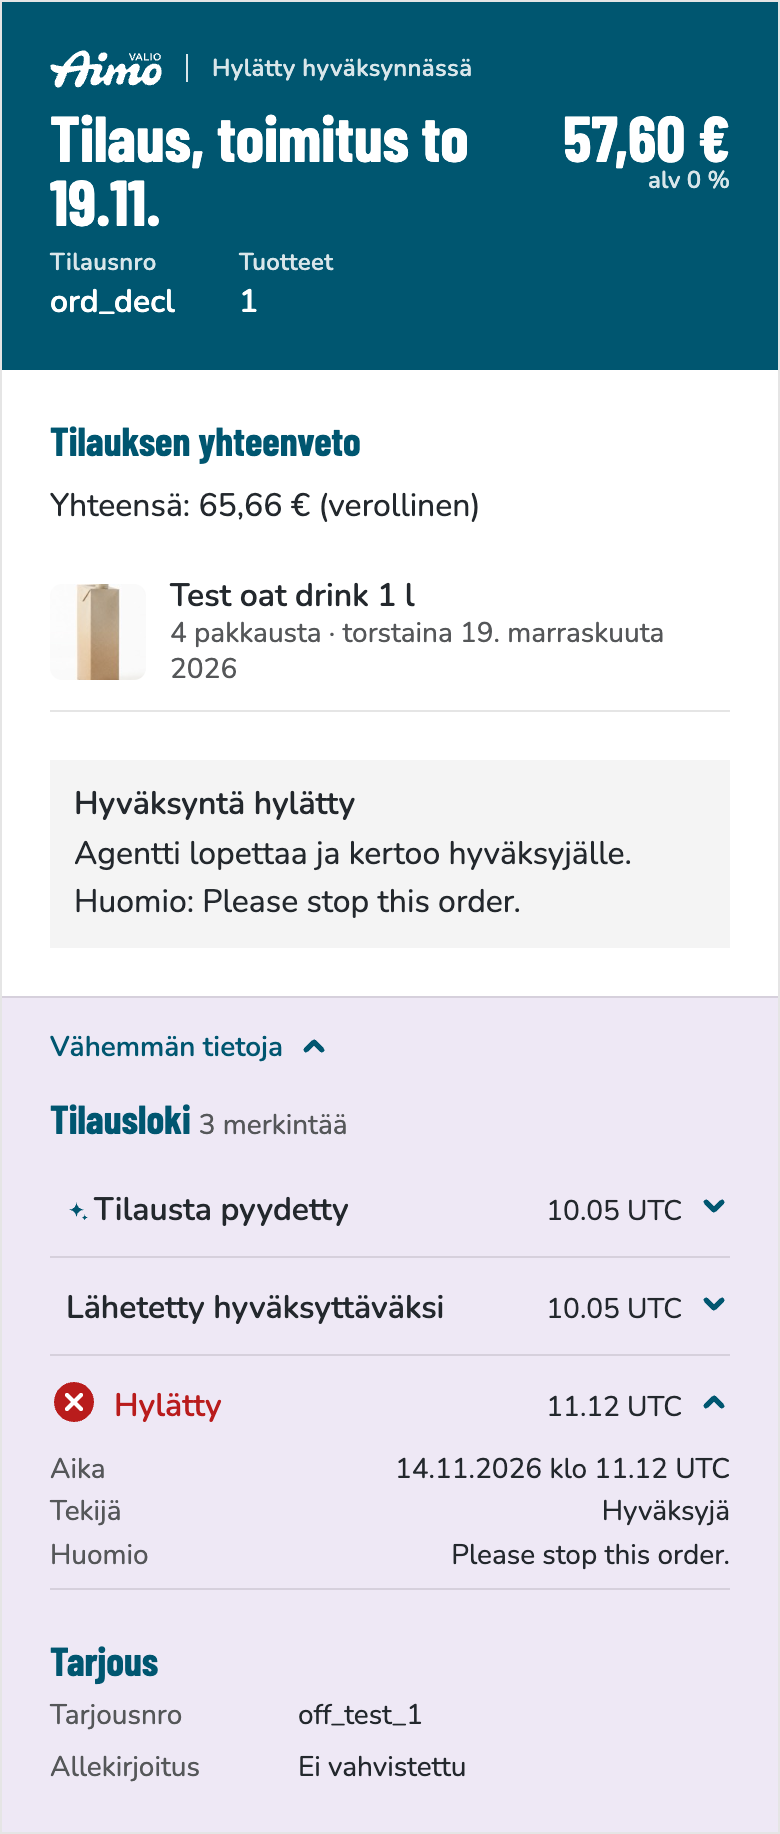 VALIO
Aimo
Hylätty hyväksynnässä
Tilaus, toimitus to
19.11.
57,60 €
alv 0 %
Tilausnro
Tuotteet
ord_decl
1
Tilauksen yhteenveto
Yhteensä: 65,66 € (verollinen)
Test oat drink 1 l
4 pakkausta · torstaina 19. marraskuuta
2026
Hyväksyntä hylätty
Agentti lopettaa ja kertoo hyväksyjälle.
Huomio: Please stop this order.
Vähemmän tietoja
Tilausloki 3 merkintää
Tilausta pyydetty 10.05 UTC
Lähetetty hyväksyttäväksi 10.05 UTC
Hylätty 11.12 UTC
Aika 14.11.2026 klo 11.12 UTC
Tekijä Hyväksyjä
Huomio Please stop this order.
Tarjous
Tarjousnro off_test_1
Allekirjoitus Ei vahvistettu